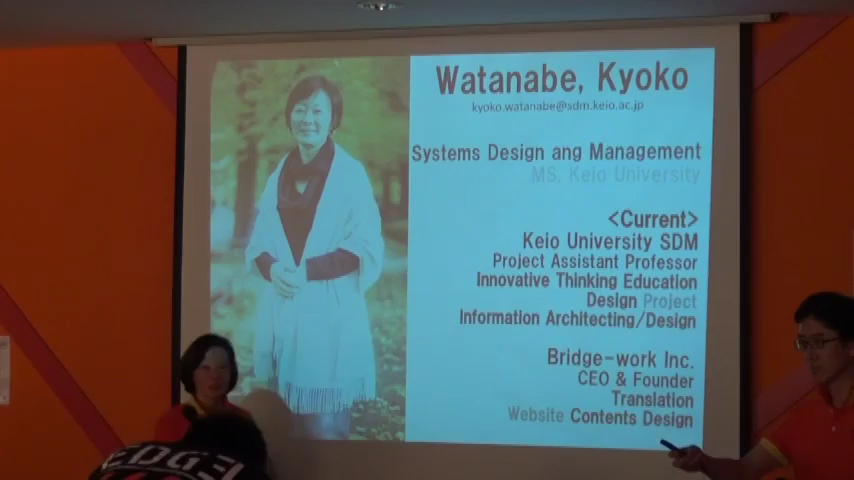 Watanabe, Kyoko
kyoko.watanabe@sdm.keio.ac.jp
Systems Design ang Management
MS. Keio University
<Current>
Keio University SDM
Project Assistant Professor
Innovative Thinking Education
Design Project
Information Architecting/Design
Bridge-work Inc.
CEO & Founder
Translation
Website Contents Design
EDGE